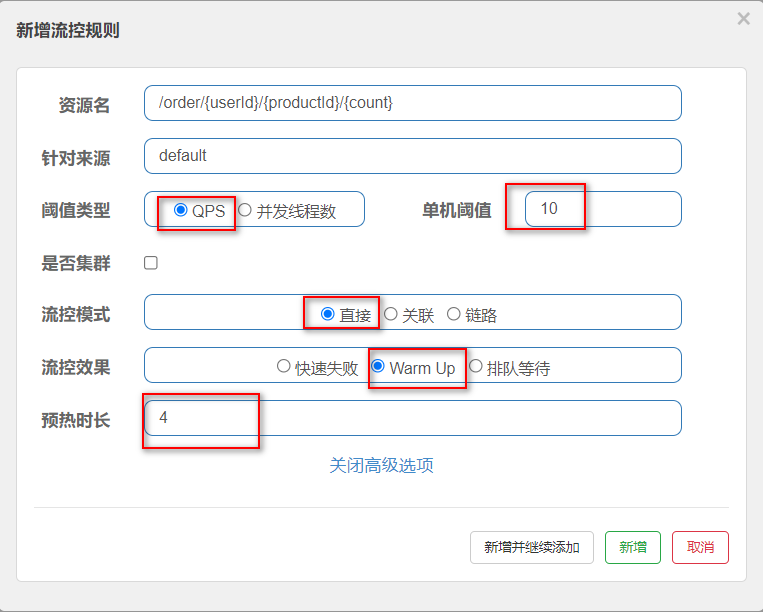 新增流控规则
×
资源名 /order/{userId}/{productId}/{count}
针对来源 default
阈值类型 QPS 并发线程数 单机阈值 10
是否集群
流控模式 直接 关联 链路
流控效果 快速失败 Warm Up 排队等待
预热时长 4
关闭高级选项
新增并继续添加 新增 取消